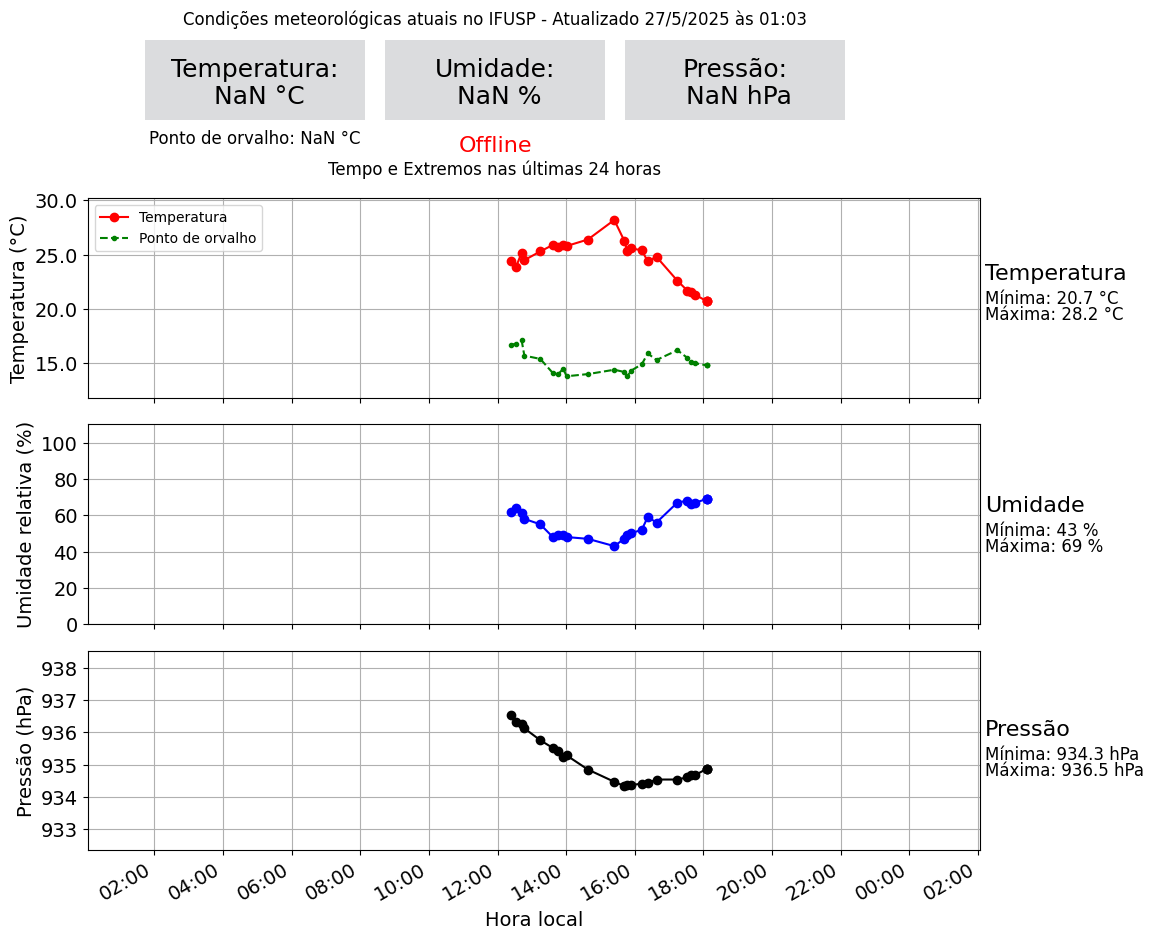 Condições meteorológicas atuais no IFUSP - Atualizado 27/5/2025 às 01:03
Temperatura:
NaN °C
Umidade:
NaN %
Pressão:
NaN hPa
Ponto de orvalho: NaN °C
Offline
Tempo e Extremos nas últimas 24 horas
Temperatura (°C)
30.0
25.0
20.0
15.0
Temperatura
Ponto de orvalho
Temperatura
Mínima: 20.7 °C
Máxima: 28.2 °C
Umidade relativa (%)
100
80
60
40
20
0
Umidade
Mínima: 43 %
Máxima: 69 %
Pressão (hPa)
938
937
936
935
934
933
Pressão
Mínima: 934.3 hPa
Máxima: 936.5 hPa
02:00 04:00 06:00 08:00 10:00 12:00 14:00 16:00 18:00 20:00 22:00 00:00 02:00
Hora local